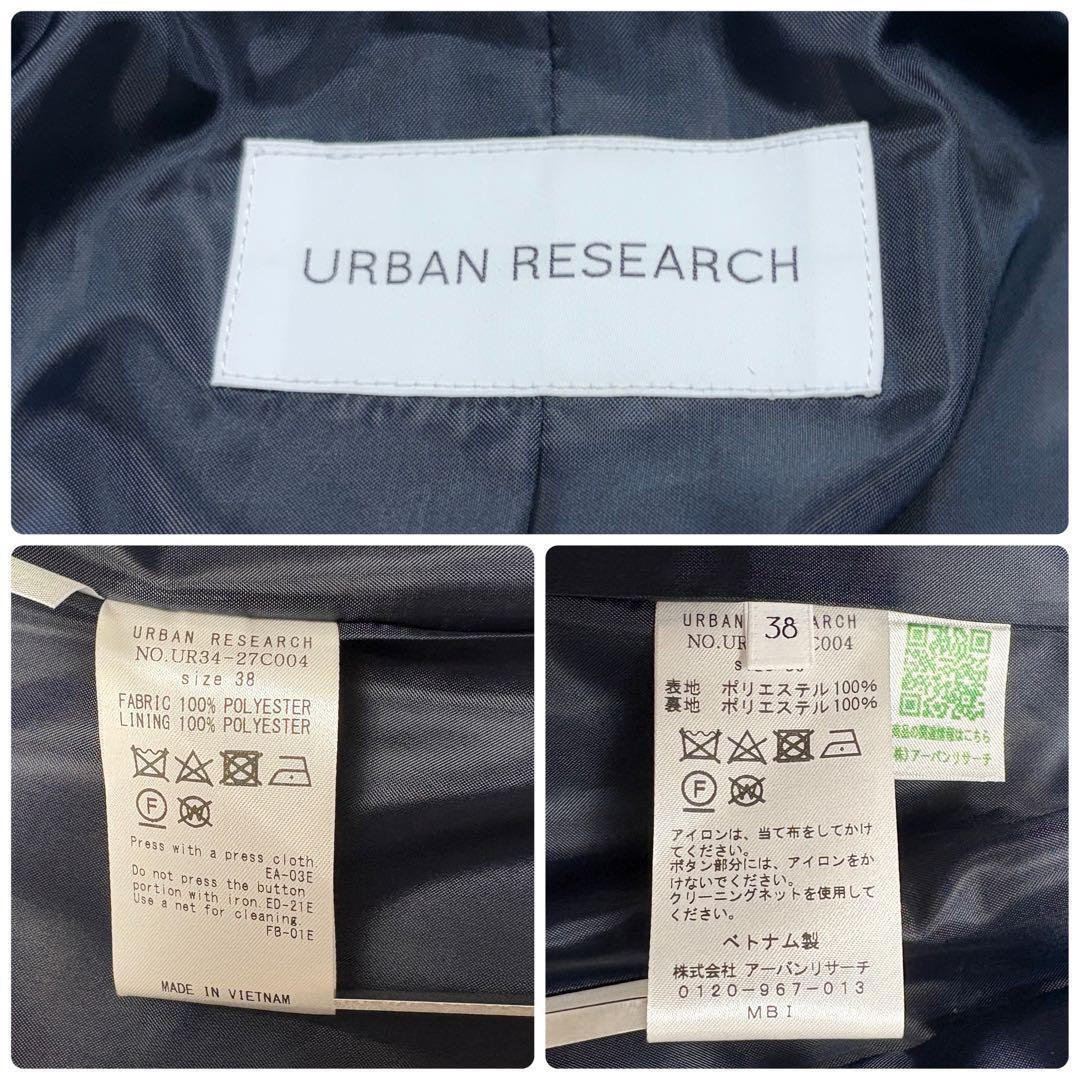 URBAN RESEARCH
URBAN RESEARCH
NO.UR34-27C004
size 38
FABRIC 100% POLYESTER
LINING 100% POLYESTER
F
W
Press with a press cloth
EA-03E
Do not press the button
portion with iron. ED-21E
Use a net for cleaning.
FB-01E
MADE IN VIETNAM
38
表地 ポリエステル100%
裏地 ポリエステル100%
F
W
アイロンは、当て布をしてかけ
てください。
ボタン部分には、アイロンをか
けないでください。
クリーニングネットを使用して
ください。
ベトナム製
株式会社 アーバンリサーチ
0120-967-013
MBI
商品の関連情報はこちら
株)アーバンリサーチ